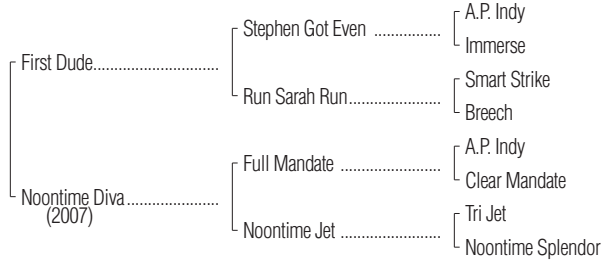 A.P. Indy
Stephen Got Even ................
Immerse
First Dude..............................
Smart Strike
Run Sarah Run......................
Breech
A.P. Indy
Full Mandate ........................
Clear Mandate
Noontime Diva ......................
(2007)
Tri Jet
Noontime Jet ........................
Noontime Splendor